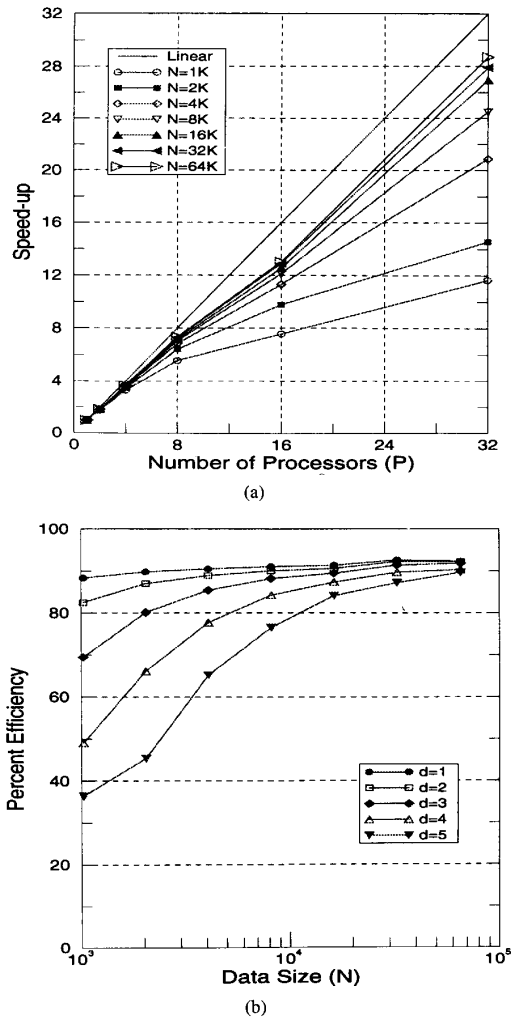 32
28
24
20
16
12
8
4
0
Speed-up
Linear
N=1K
N=2K
N=4K
N=8K
N=16K
N=32K
N=64K
0 8 16 24 32
Number of Processors (P)
(a)
100
80
60
40
20
0
Percent Efficiency
d=1
d=2
d=3
d=4
d=5
10³ 10⁴ 10⁵
Data Size (N)
(b)